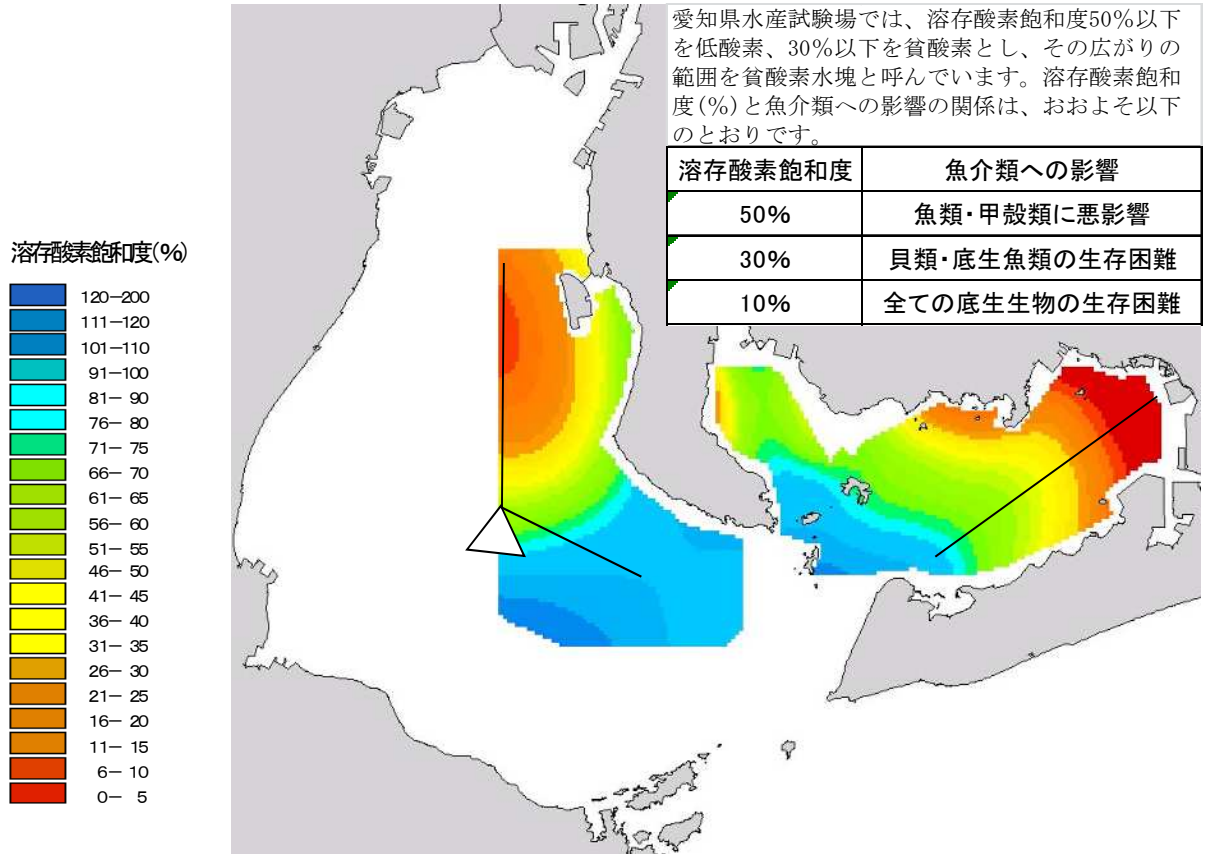 愛知県水産試験場では、溶存酸素飽和度50%以下
を低酸素、30%以下を貧酸素とし、その広がりの
範囲を貧酸素水塊と呼んでいます。溶存酸素飽和
度(%)と魚介類への影響の関係は、おおよそ以下
のとおりです。
溶存酸素飽和度 魚介類への影響
50% 魚類・甲殻類に悪影響
30% 貝類・底生魚類の生存困難
10% 全ての底生生物の生存困難
溶存酸素飽和度(%)
120-200
111-120
101-110
91-100
81- 90
76- 80
71- 75
66- 70
61- 65
56- 60
51- 55
46- 50
41- 45
36- 40
31- 35
26- 30
21- 25
16- 20
11- 15
6- 10
0- 5